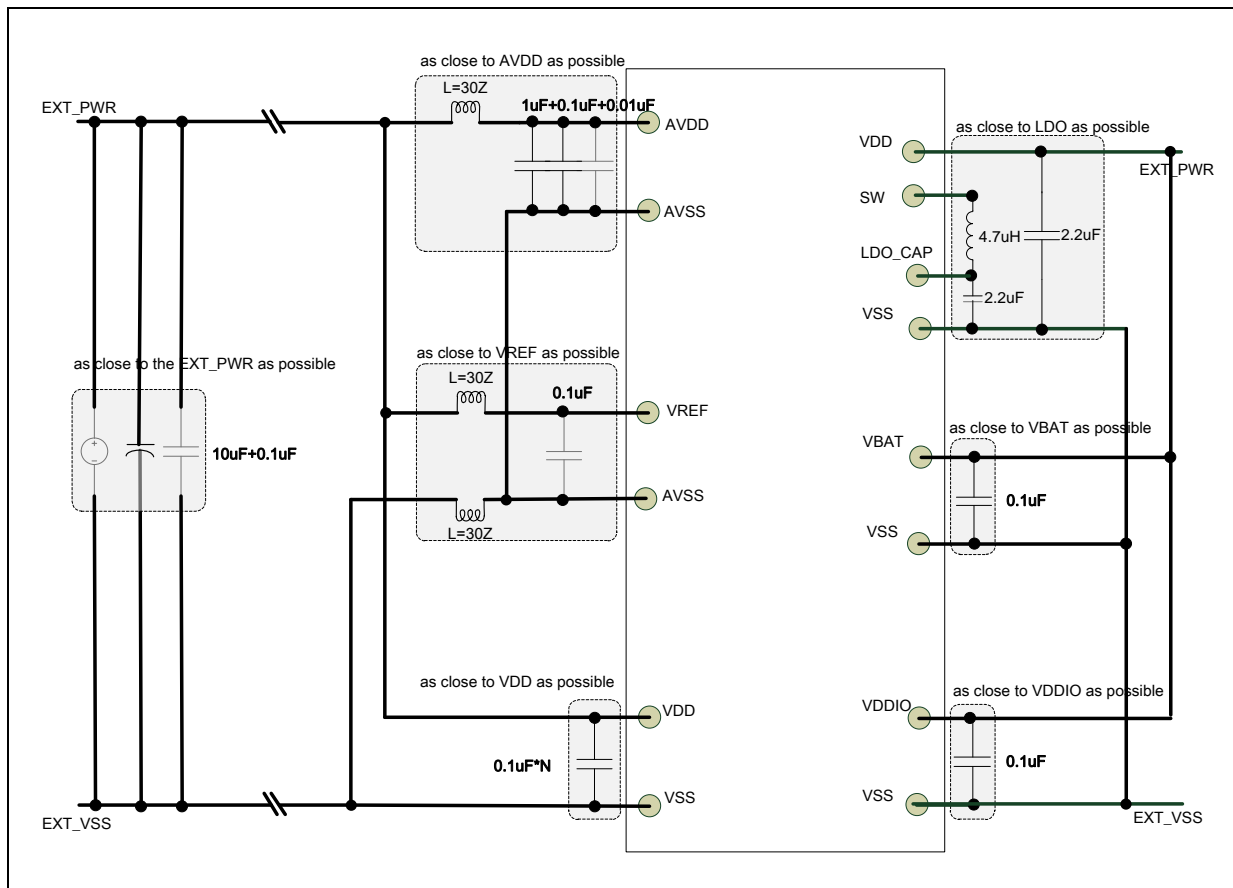 as close to AVDD as possible
L=30Z
EXT_PWR
1uF+0.1uF+0.01uF
AVDD
AVSS
as close to LDO as possible
VDD
EXT_PWR
SW
4.7uH
2.2uF
LDO_CAP
2.2uF
VSS
as close to the EXT_PWR as possible
10uF+0.1uF
as close to VREF as possible
L=30Z
0.1uF
VREF
AVSS
L=30Z
as close to VBAT as possible
VBAT
0.1uF
VSS
as close to VDD as possible
VDD
0.1uF*N
VSS
EXT_VSS
as close to VDDIO as possible
VDDIO
0.1uF
VSS
EXT_VSS